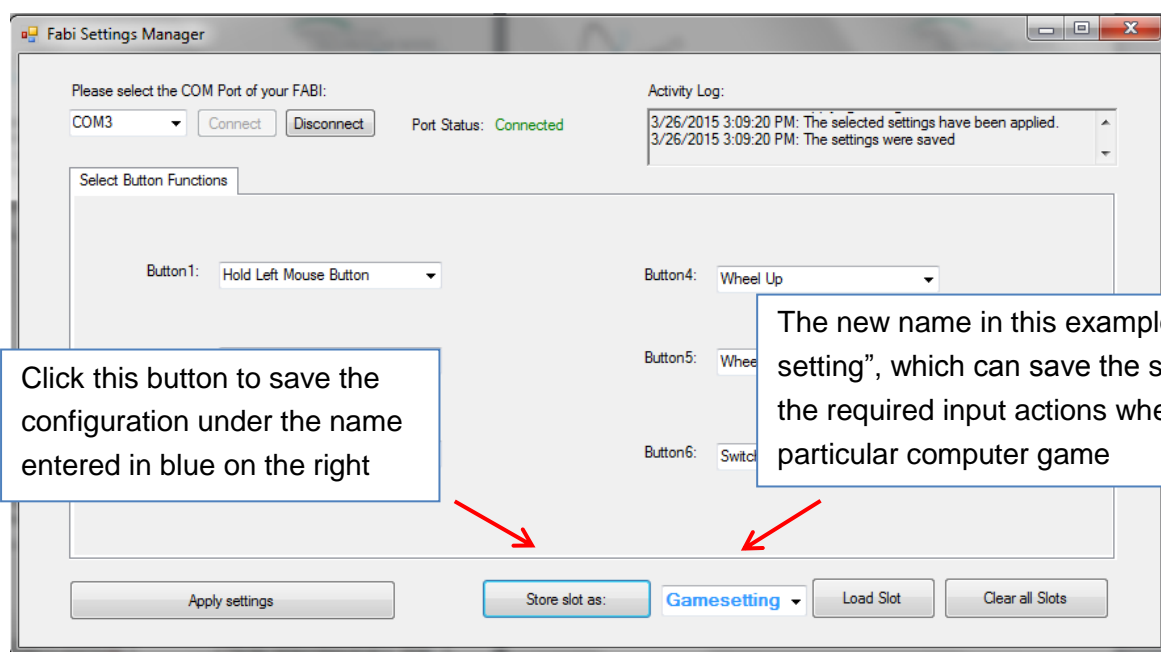 Fabi Settings Manager
Please select the COM Port of your FABI:
COM3
Connect
Disconnect
Port Status: Connected
Activity Log:
3/26/2015 3:09:20 PM: The selected settings have been applied.
3/26/2015 3:09:20 PM: The settings were saved
Select Button Functions
Button1:
Hold Left Mouse Button
Button4:
Wheel Up
Button5:
Button6:
Click this button to save the
configuration under the name
entered in blue on the right
The new name in this example
setting”, which can save the
the required input actions
particular computer game
Apply settings
Store slot as:
Gamesetting
Load Slot
Clear all Slots